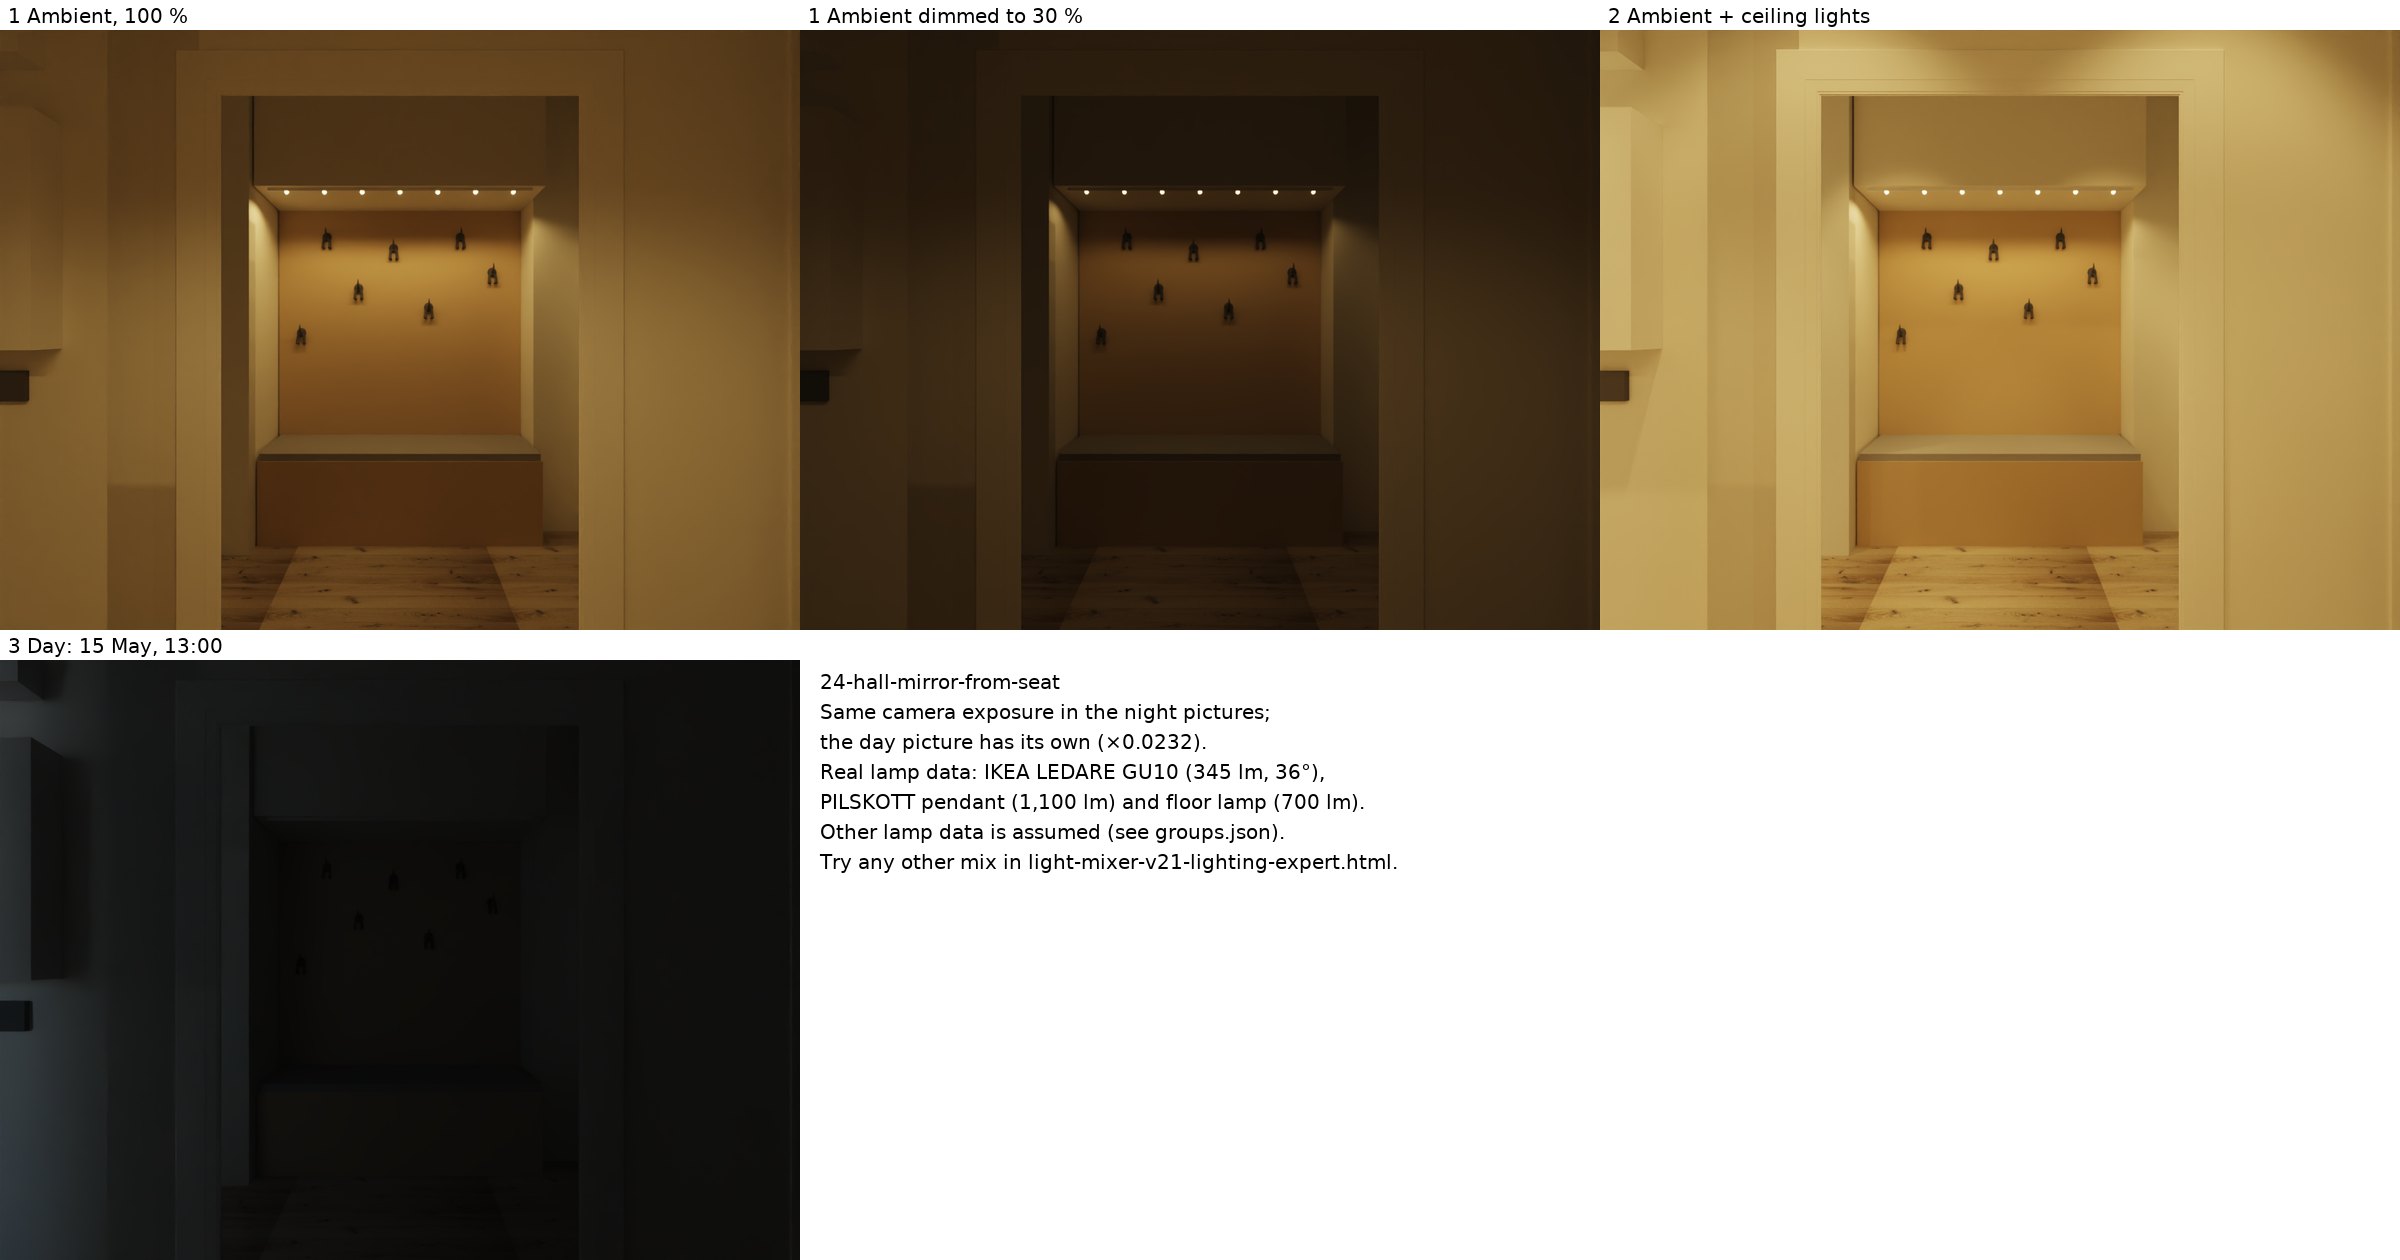 1 Ambient, 100 %
1 Ambient dimmed to 30 %
2 Ambient + ceiling lights
3 Day: 15 May, 13:00
24-hall-mirror-from-seat
Same camera exposure in the night pictures;
the day picture has its own (×0.0232).
Real lamp data: IKEA LEDARE GU10 (345 lm, 36°),
PILSKOTT pendant (1,100 lm) and floor lamp (700 lm).
Other lamp data is assumed (see groups.json).
Try any other mix in light-mixer-v21-lighting-expert.html.